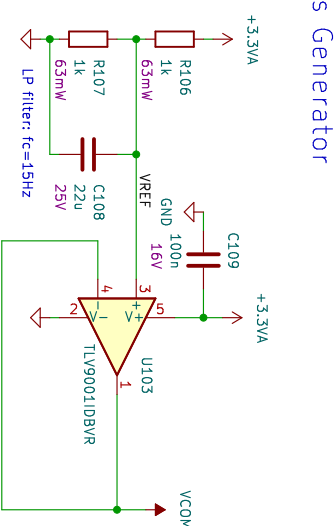 s Generator
+3.3VA
R107
1k
63mW
R106
1k
63mW
LP filter: fc=15Hz
C108
22u
25V
VREF
GND
C109
100n
16V
+3.3VA
4
3
2
5
1
-
+
V-
V+
U103
TLV9001IDBVR
VCOM